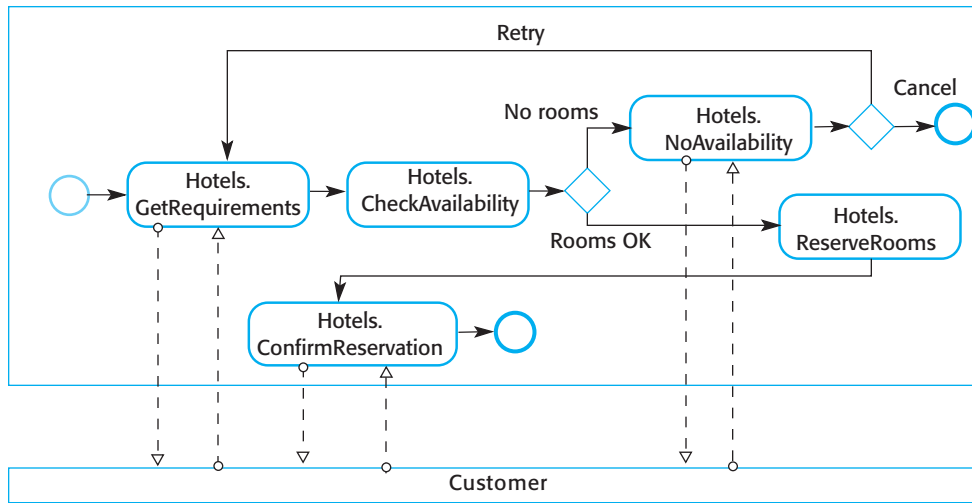 Retry
Cancel
No rooms
Hotels.
NoAvailability
Hotels.
GetRequirements
Hotels.
CheckAvailability
Rooms OK
Hotels.
ReserveRooms
Hotels.
ConfirmReservation
Customer